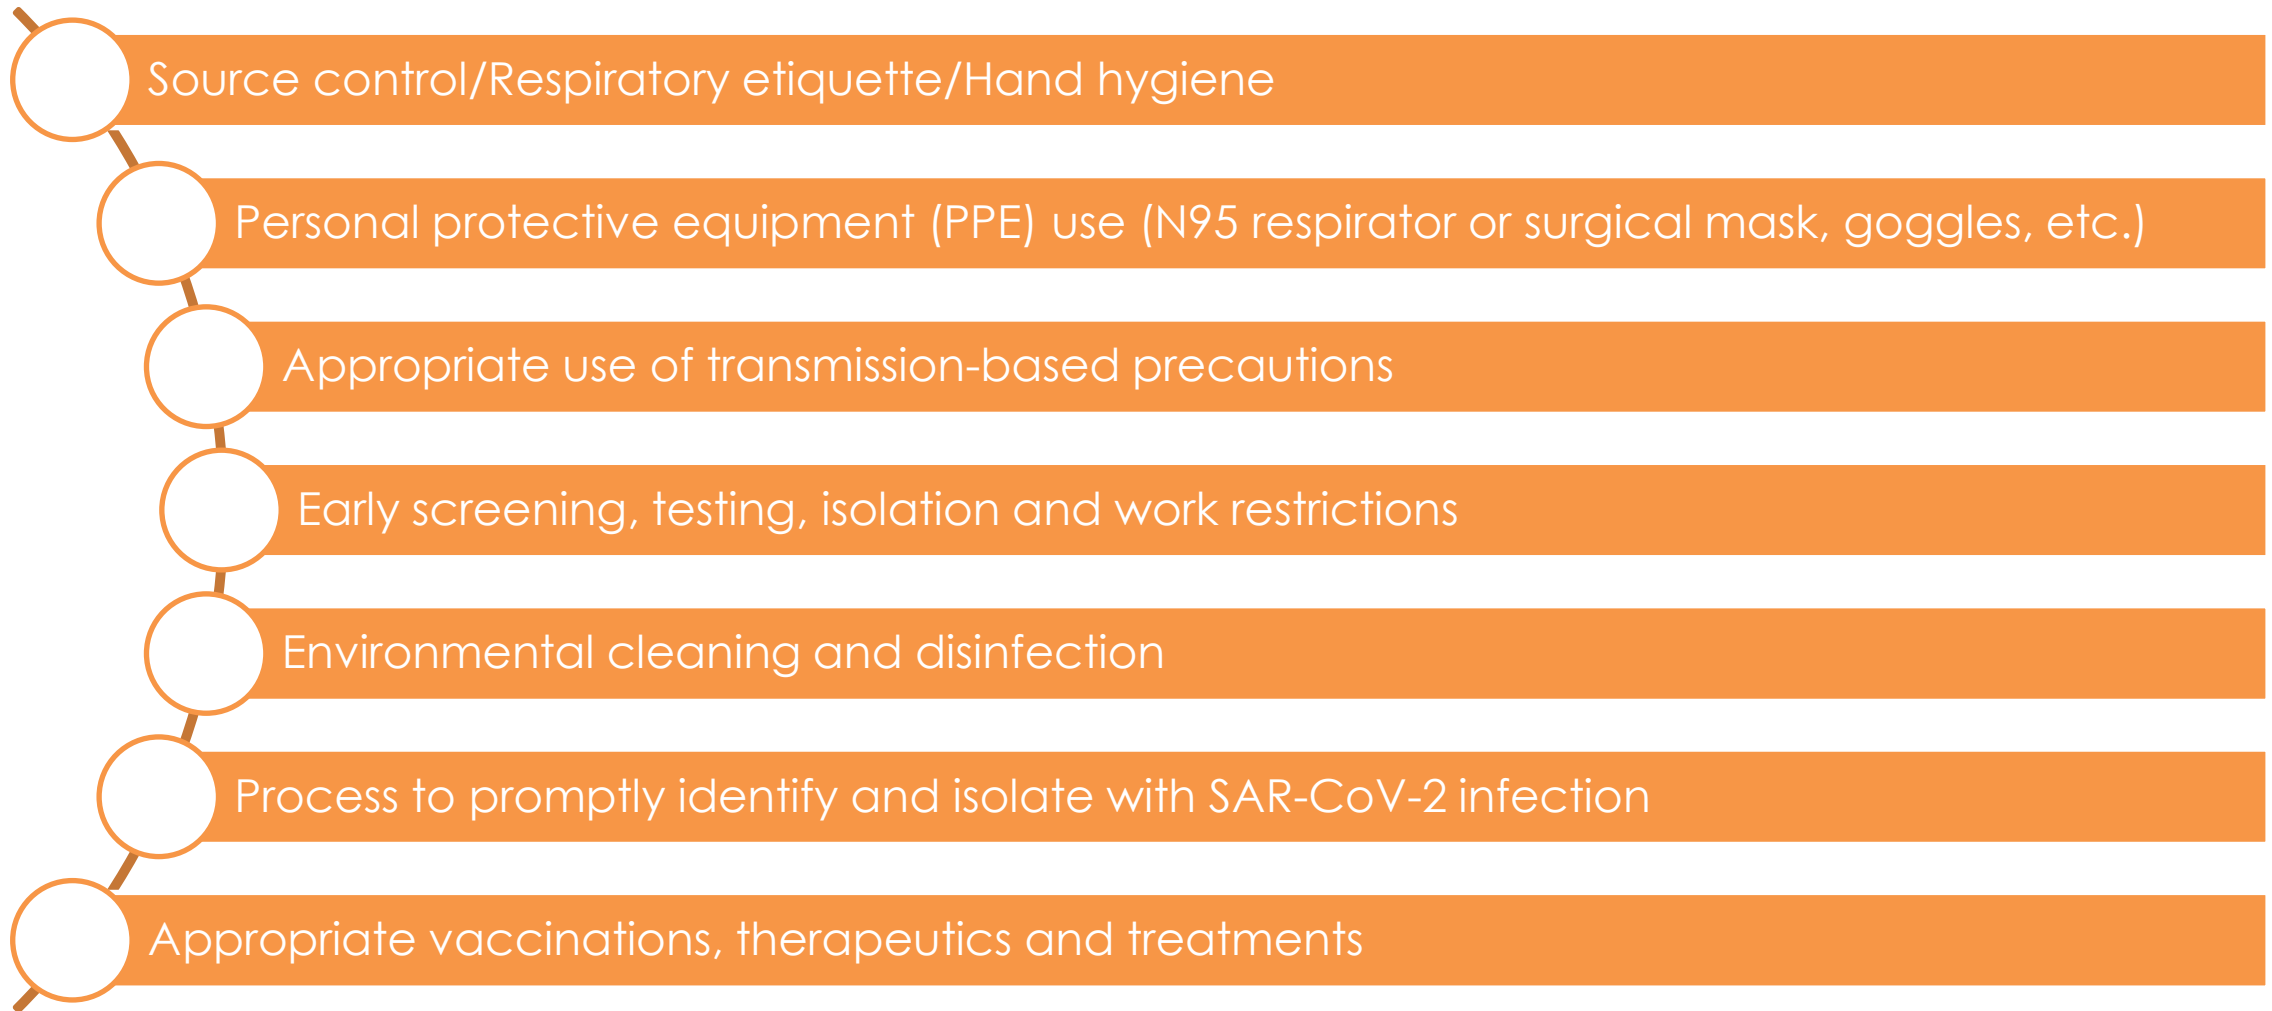 Source control/Respiratory etiquette/Hand hygiene
Personal protective equipment (PPE) use (N95 respirator or surgical mask, goggles, etc.)
Appropriate use of transmission-based precautions
Early screening, testing, isolation and work restrictions
Environmental cleaning and disinfection
Process to promptly identify and isolate with SAR-CoV-2 infection
Appropriate vaccinations, therapeutics and treatments